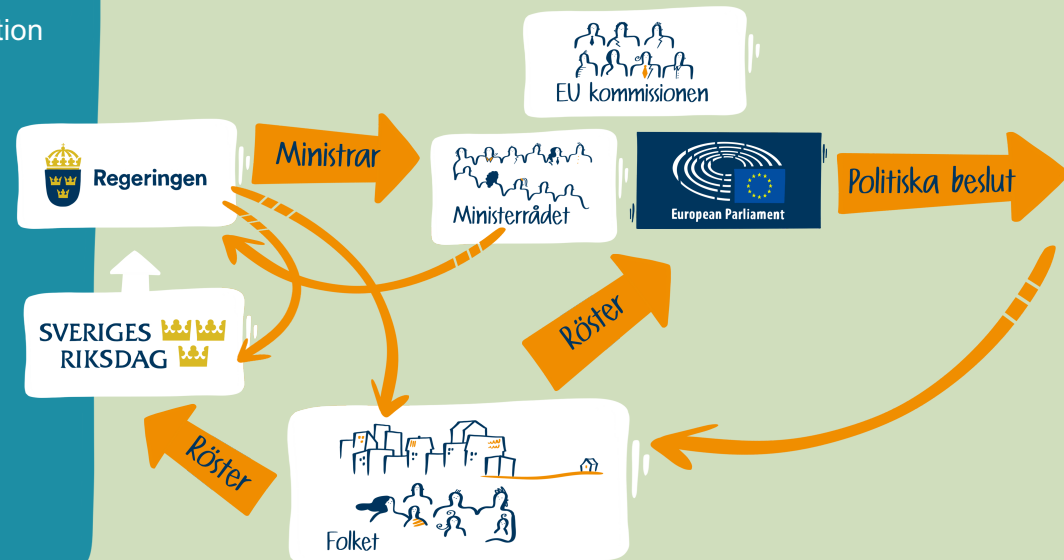 tion
EU kommissionen
Regeringen
Ministrar
Ministerrådet
European Parliament
Politiska beslut
SVERIGES
RIKSDAG
Röster
Röster
Folket